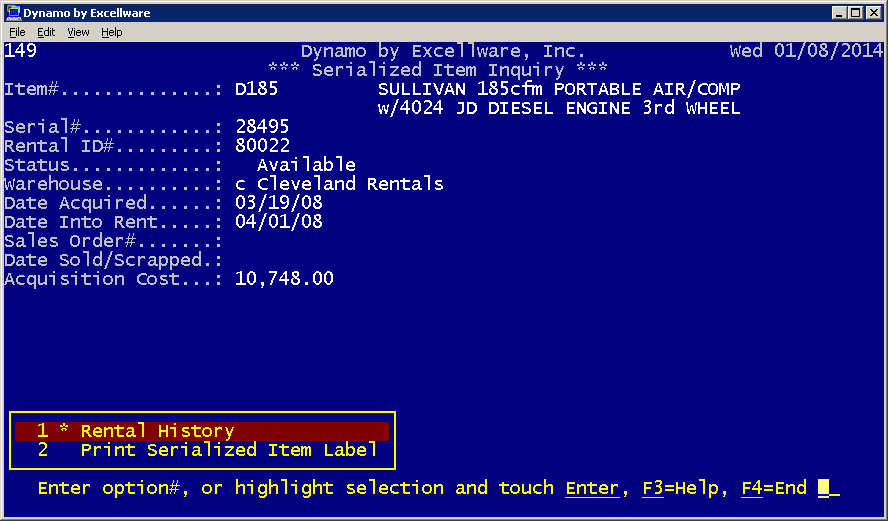 Dynamo by Excellware
File Edit View Help
149 Dynamo by Excellware, Inc. Wed 01/08/2014
*** Serialized Item Inquiry ***
Item#..............: D185 SULLIVAN 185cfm PORTABLE AIR/COMP
w/4024 JD DIESEL ENGINE 3rd WHEEL
Serial#............: 28495
Rental ID#.........: 80022
Status.............: Available
Warehouse..........: c Cleveland Rentals
Date Acquired......: 03/19/08
Date Into Rent.....: 04/01/08
Sales Order#.......:
Date Sold/Scrapped.:
Acquisition Cost...: 10,748.00
1 * Rental History
2 Print Serialized Item Label
Enter option#, or highlight selection and touch Enter, F3=Help, F4=End